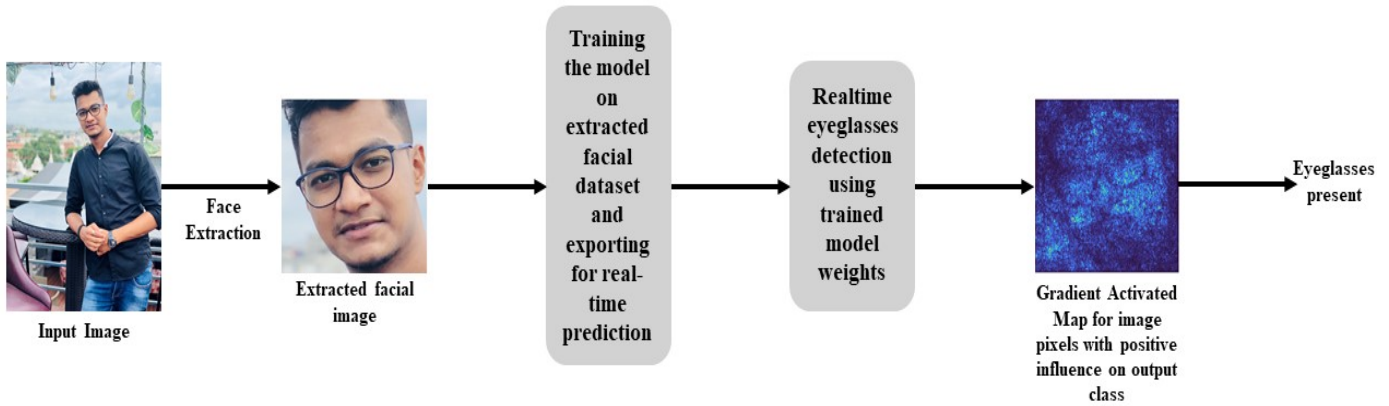 Input Image
Face
Extraction
Extracted facial
image
Training
the model
on
extracted
facial
dataset
and
exporting
for real-
time
prediction
Realtime
eyeglasses
detection
using
trained
model
weights
Gradient Activated
Map for image
pixels with positive
influence on output
class
Eyeglasses
present